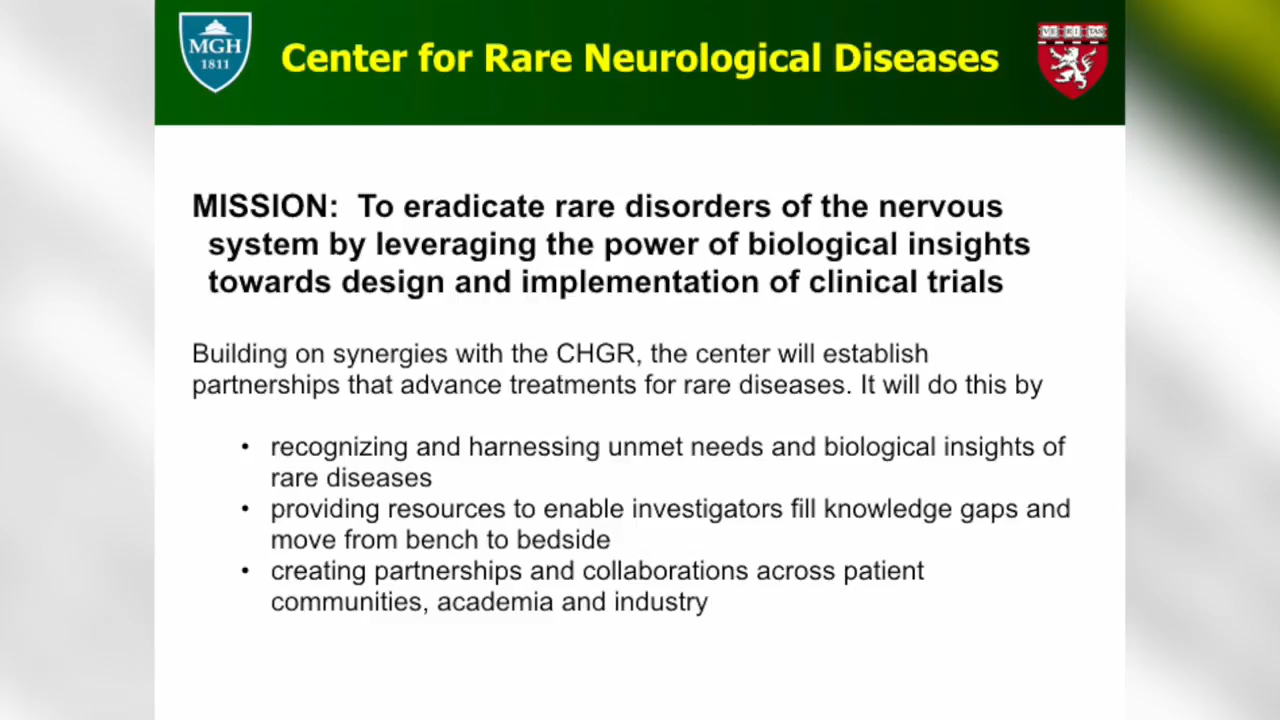 MGH
1811
Center for Rare Neurological Diseases
VE RI TAS
MISSION: To eradicate rare disorders of the nervous
system by leveraging the power of biological insights
towards design and implementation of clinical trials
Building on synergies with the CHGR, the center will establish
partnerships that advance treatments for rare diseases. It will do this by
• recognizing and harnessing unmet needs and biological insights of
rare diseases
• providing resources to enable investigators fill knowledge gaps and
move from bench to bedside
• creating partnerships and collaborations across patient
communities, academia and industry